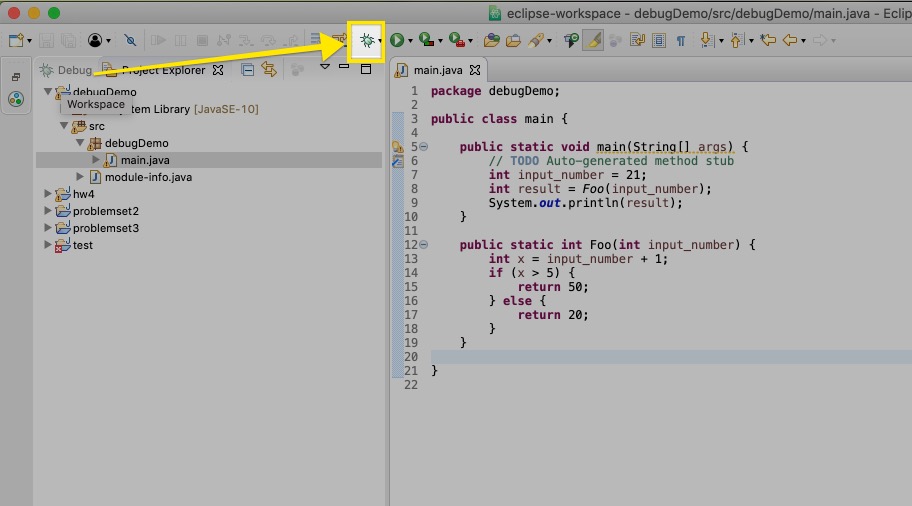 eclipse-workspace - debugDemo/src/debugDemo/main.java - Eclip
Debug Project Explorer
debugDemo
Workspace
tem Library [JavaSE-10]
src
debugDemo
main.java
module-info.java
hw4
problemset2
problemset3
test
main.java
1 package debugDemo;
2
3 public class main {
4
5 public static void main(String[] args) {
6 // TODO Auto-generated method stub
7 int input_number = 21;
8 int result = Foo(input_number);
9 System.out.println(result);
10 }
11
12 public static int Foo(int input_number) {
13 int x = input_number + 1;
14 if (x > 5) {
15 return 50;
16 } else {
17 return 20;
18 }
19 }
20
21 }
22